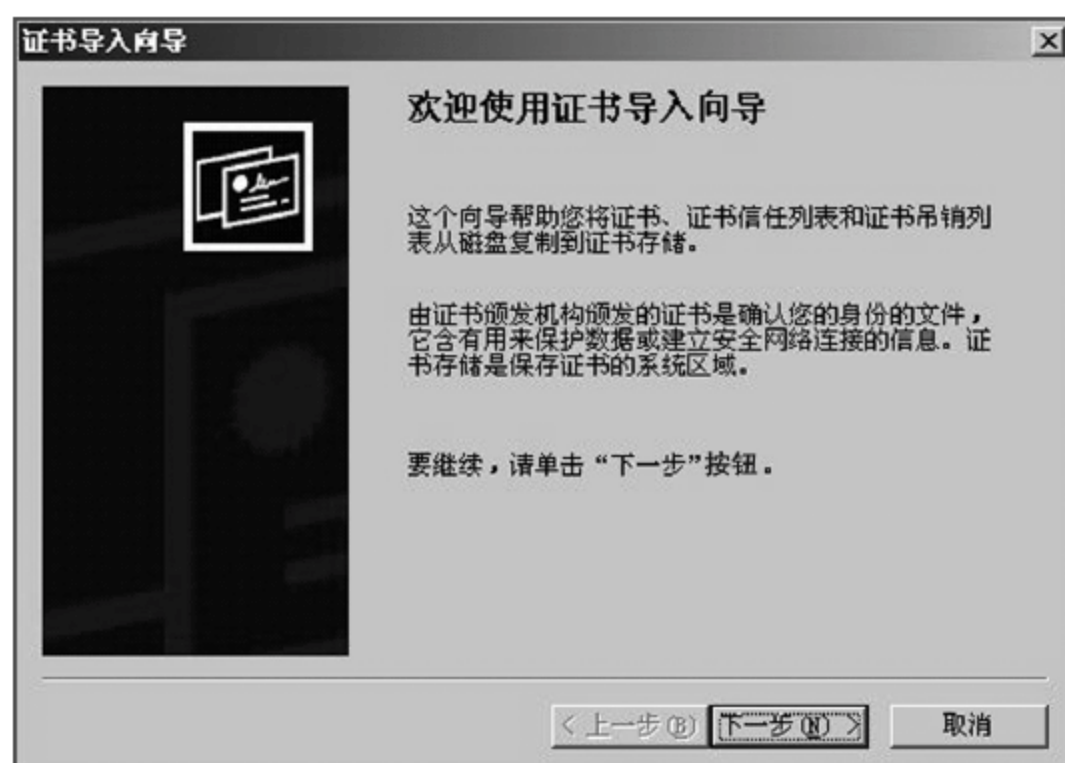 证书导入向导
欢迎使用证书导入向导
这个向导帮助您将证书、证书信任列表和证书吊销列
表从磁盘复制到证书存储。
由证书颁发机构颁发的证书是确认您的身份的文件，
它含有用来保护数据或建立安全网络连接的信息。证
书存储是保存证书的系统区域。
要继续，请单击“下一步”按钮。
< 上一步(B) 下一步(N) > 取消